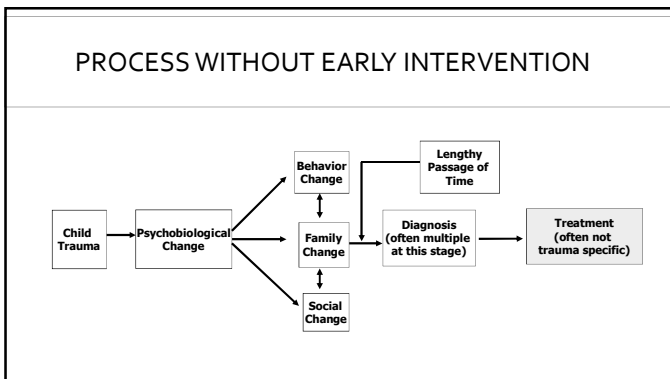 PROCESS WITHOUT EARLY INTERVENTION
Child
Trauma
Psychobiological
Change
Behavior
Change
Family
Change
Social
Change
Lengthy
Passage of
Time
Diagnosis
(often multiple
at this stage)
Treatment
(often not
trauma specific)